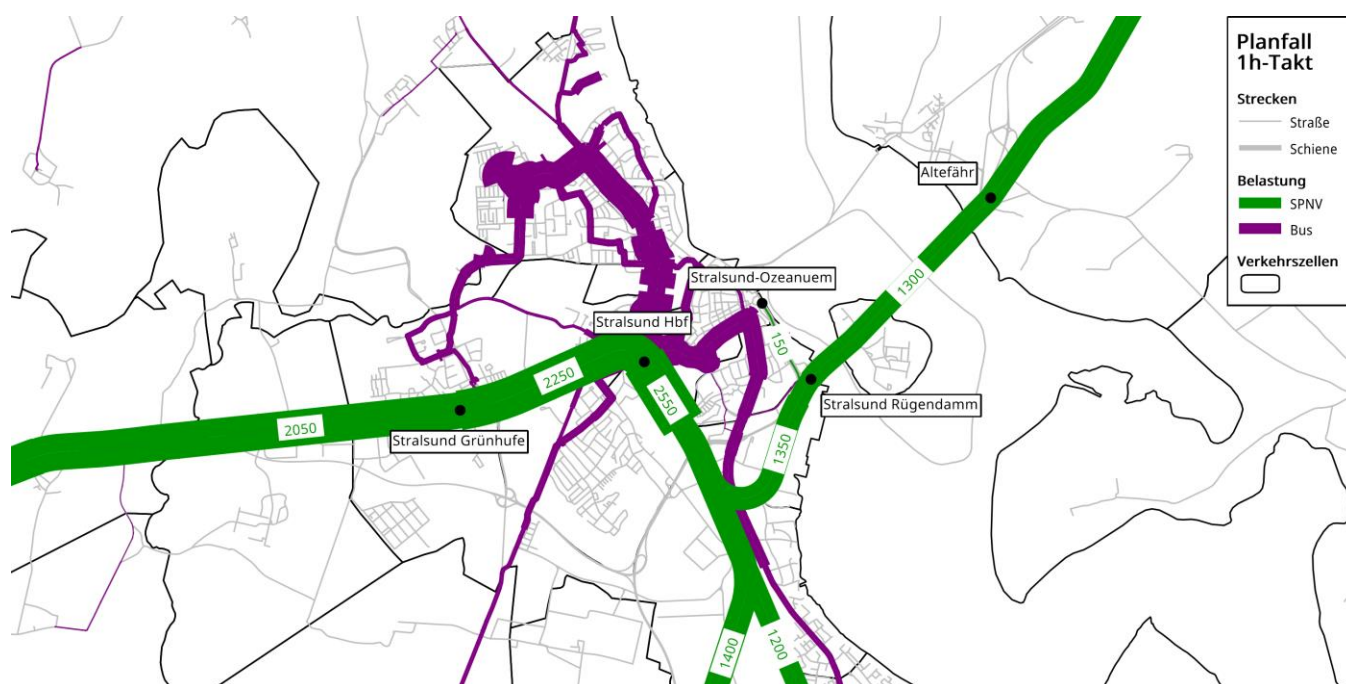 Planfall
1h-Takt
Strecken
Straße
Schiene
Belastung
SPNV
Bus
Verkehrszellen
Altefähr
1300
Stralsund-Ozeanuem
Stralsund Hbf
150
2250
2550
Stralsund Rügendamm
2050
Stralsund Grünhufe
1350
1400
1200